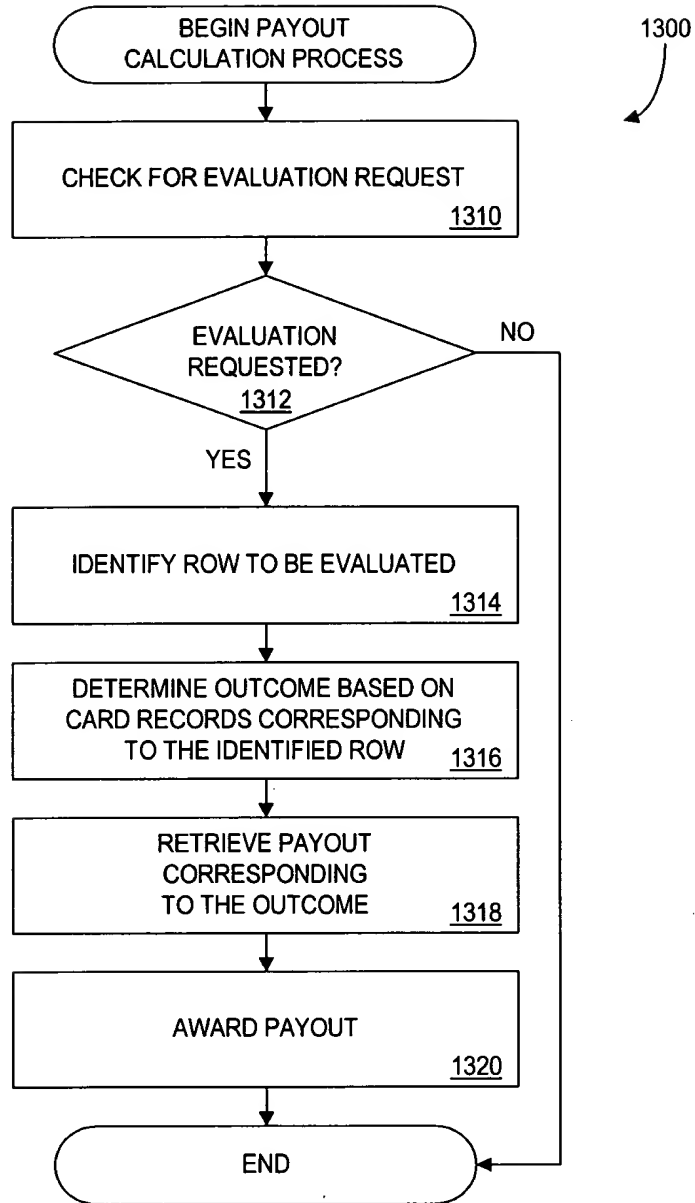 BEGIN PAYOUT
CALCULATION PROCESS
1300
CHECK FOR EVALUATION REQUEST
1310
EVALUATION
REQUESTED?
1312
NO
YES
IDENTIFY ROW TO BE EVALUATED
1314
DETERMINE OUTCOME BASED ON
CARD RECORDS CORRESPONDING
TO THE IDENTIFIED ROW
1316
RETRIEVE PAYOUT
CORRESPONDING
TO THE OUTCOME
1318
AWARD PAYOUT
1320
END